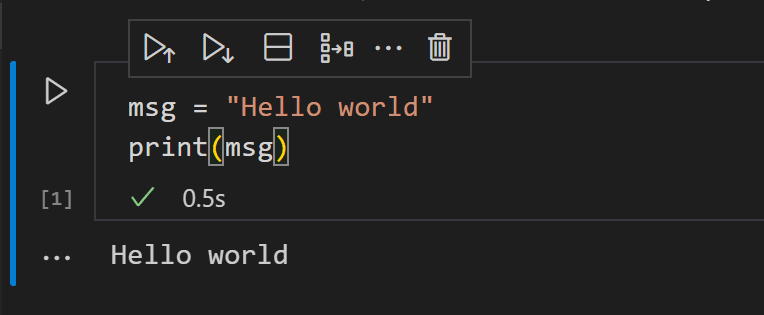 msg = "Hello world"
print(msg)
[1]
0.5s
Hello world